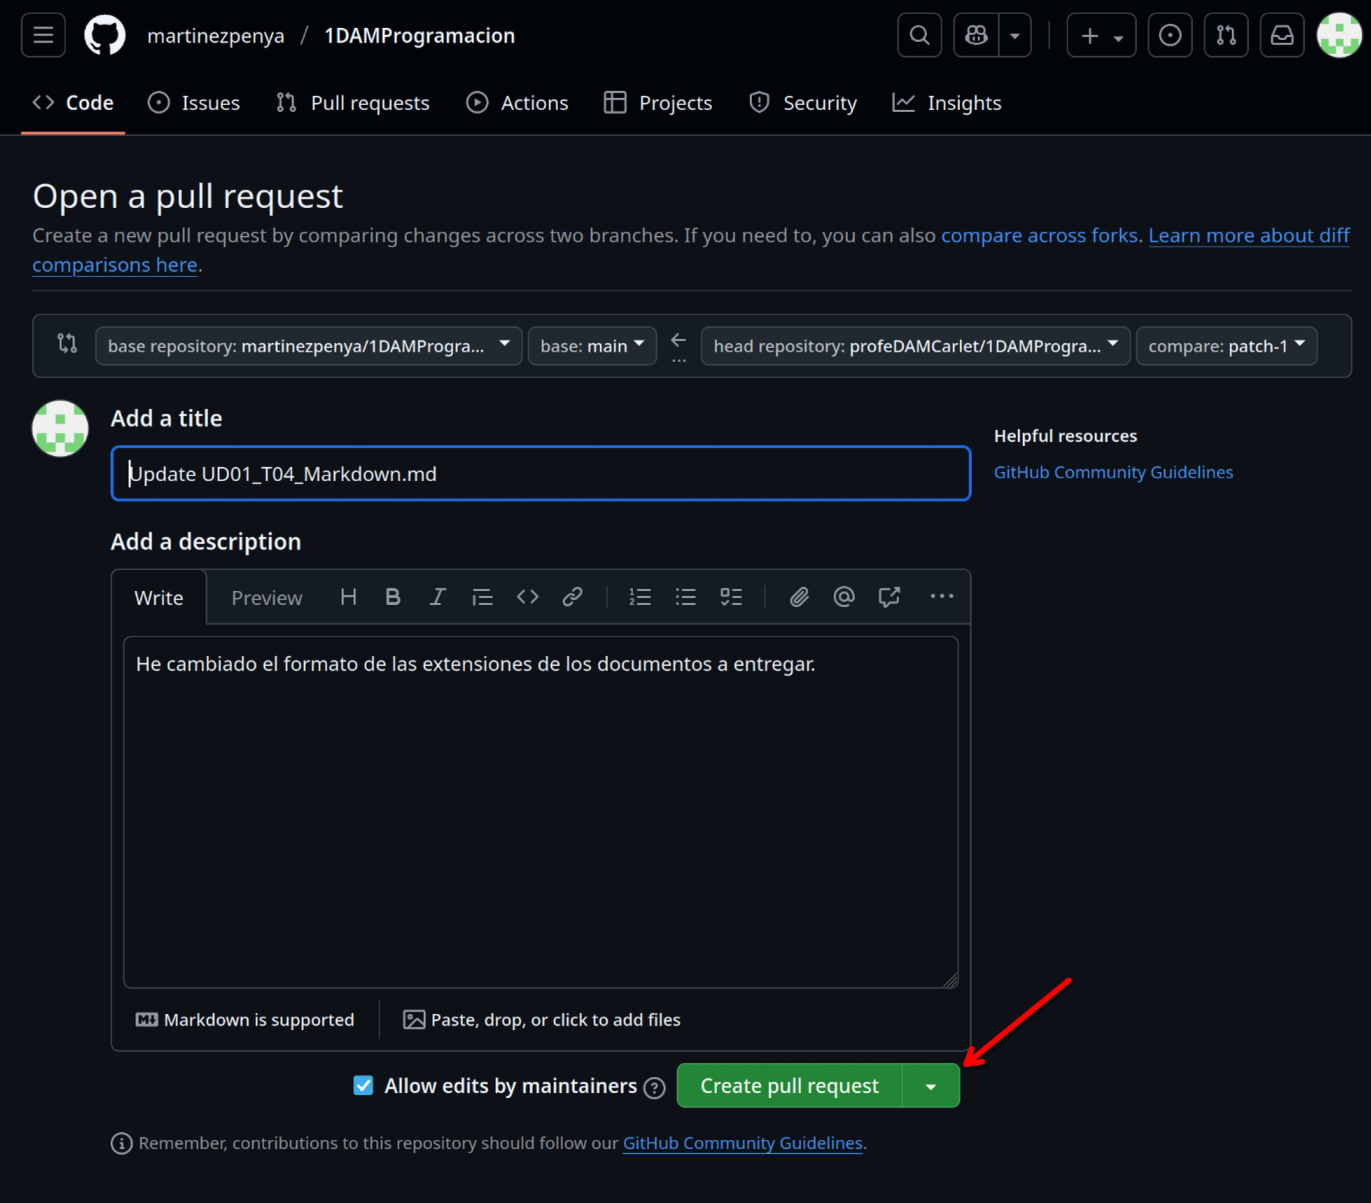 martinezpenya / 1DAMProgramacion
Code Issues Pull requests Actions Projects Security Insights
Open a pull request
Create a new pull request by comparing changes across two branches. If you need to, you can also compare across forks. Learn more about diff
comparisons here.
base repository: martinezpenya/1DAMProgra... base: main ← ... head repository: profeDAMCarlet/1DAMProgra... compare: patch-1
Add a title
Update UD01_T04_Markdown.md
Helpful resources
GitHub Community Guidelines
Add a description
Write Preview
He cambiado el formato de las extensiones de los documentos a entregar.
Markdown is supported Paste, drop, or click to add files
Allow edits by maintainers Create pull request
Remember, contributions to this repository should follow our GitHub Community Guidelines.